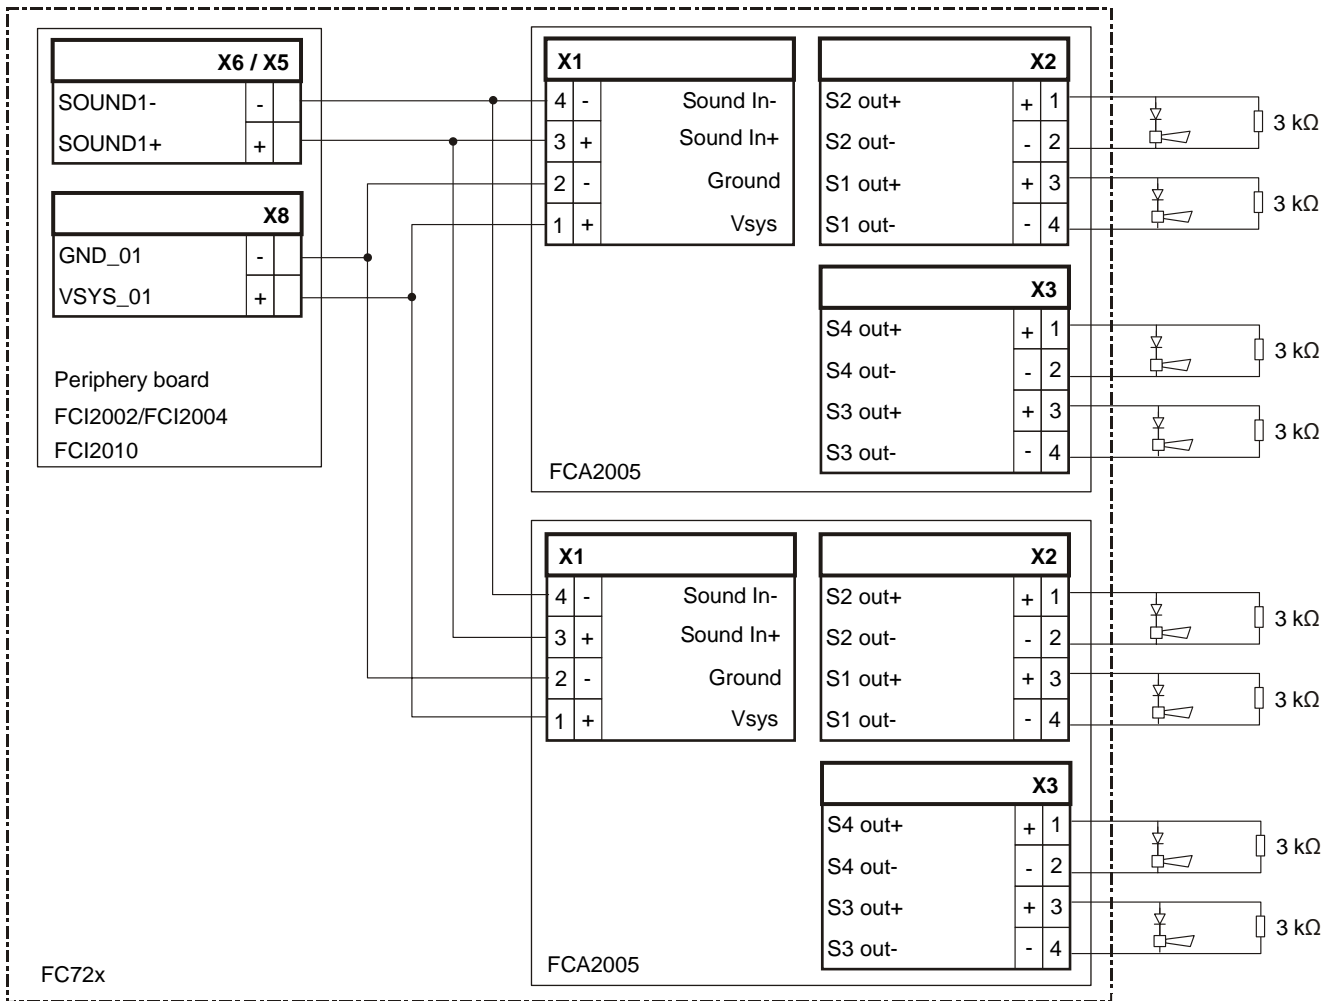 X6 / X5
SOUND1- -
SOUND1+ +
X8
GND_01 -
VSYS_01 +
Periphery board
FCI2002/FCI2004
FCI2010
X1
4 - Sound In-
3 + Sound In+
2 - Ground
1 + Vsys
X2
S2 out+ + 1
S2 out- - 2
S1 out+ + 3
S1 out- - 4
3 kΩ
3 kΩ
X3
S4 out+ + 1
S4 out- - 2
S3 out+ + 3
S3 out- - 4
3 kΩ
3 kΩ
FCA2005
X1
4 - Sound In-
3 + Sound In+
2 - Ground
1 + Vsys
X2
S2 out+ + 1
S2 out- - 2
S1 out+ + 3
S1 out- - 4
3 kΩ
3 kΩ
X3
S4 out+ + 1
S4 out- - 2
S3 out+ + 3
S3 out- - 4
3 kΩ
3 kΩ
FCA2005
FC72x